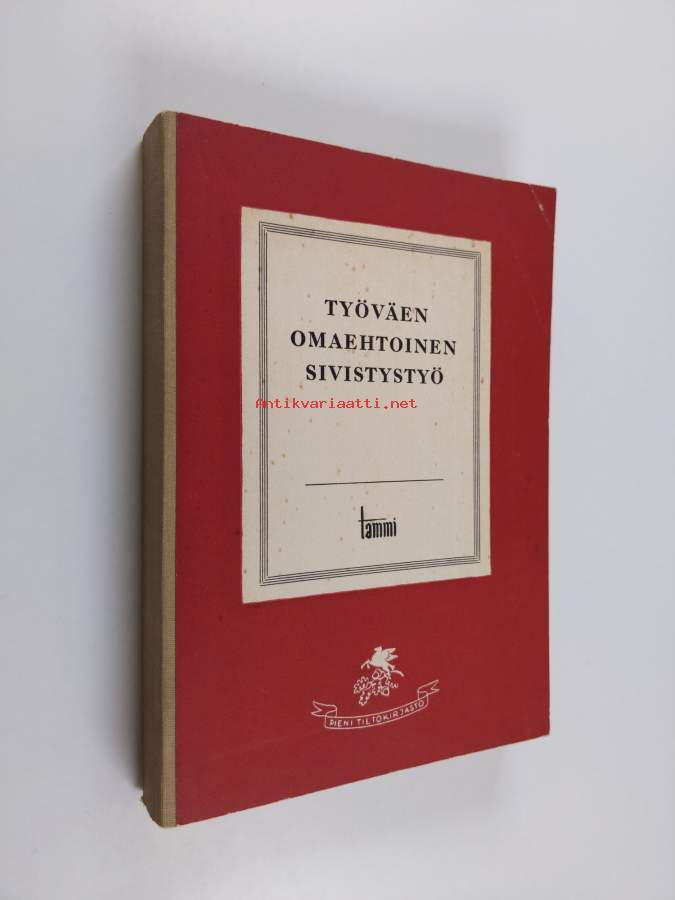 TYÖVÄEN
OMAEHTOINEN
SIVISTYSTYÖ
Antikvariaatti.net
tammi
PIENI TIETOKIRJASTO